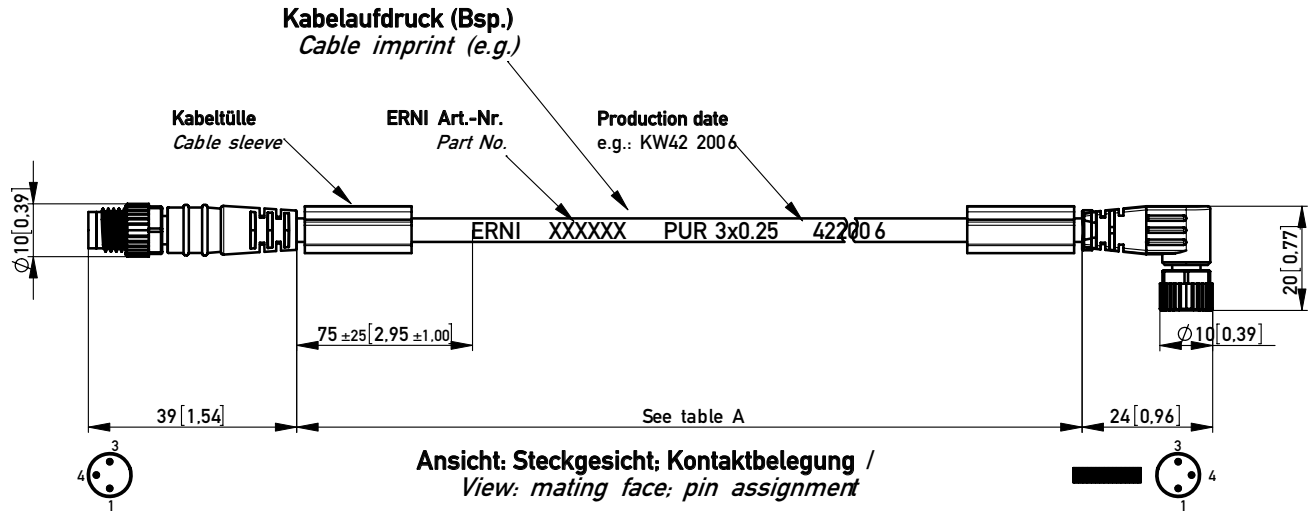 Kabelaufdruck (Bsp.)
Cable imprint (e.g.)
Kabeltülle
Cable sleeve
ERNI Art.-Nr.
Part No.
Production date
e.g.: KW42 2006
∅10[0,39]
ERNI XXXXXX PUR 3x0.25 422006
20[0,77]
75 ±25[2,95 ±1,00]
∅10[0,39]
39[1,54]
See table A
24[0,96]
3
4
1
Ansicht: Steckgesicht; Kontaktbelegung /
View: mating face; pin assignment
3
4
1